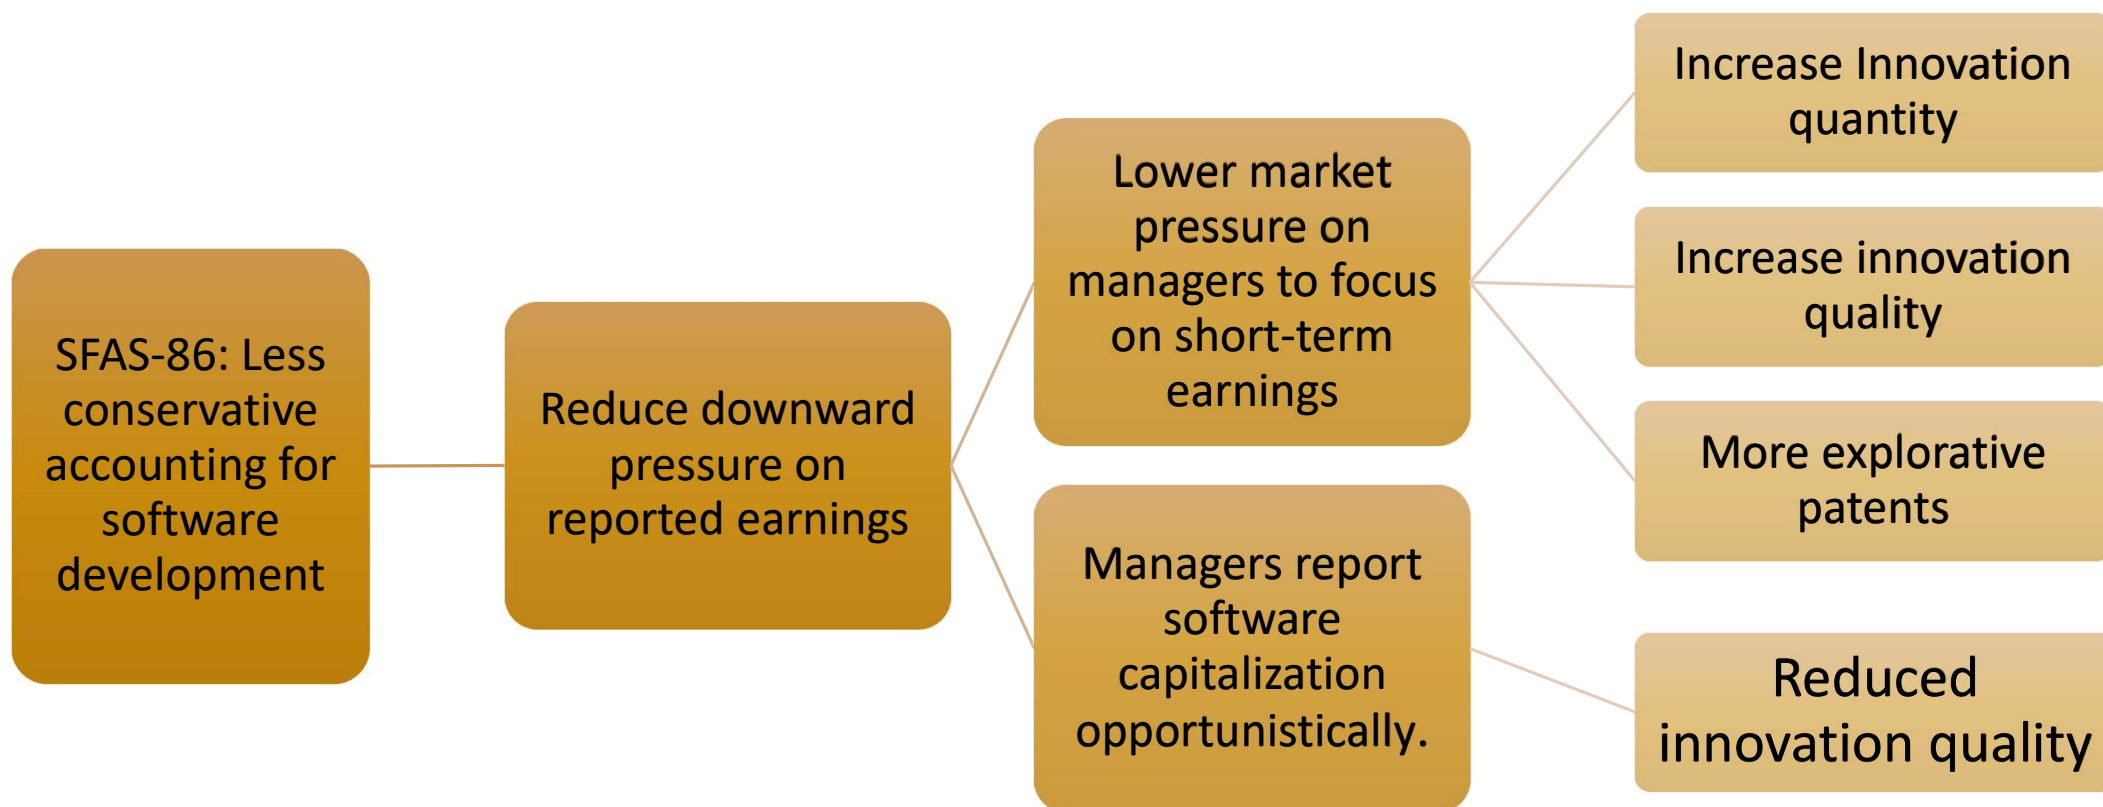 SFAS-86: Less
conservative
accounting for
software
development
Reduce downward
pressure on
reported earnings
Lower market
pressure on
managers to focus
on short-term
earnings
Managers report
software
capitalization
opportunistically.
Increase Innovation
quantity
Increase innovation
quality
More explorative
patents
Reduced
innovation quality